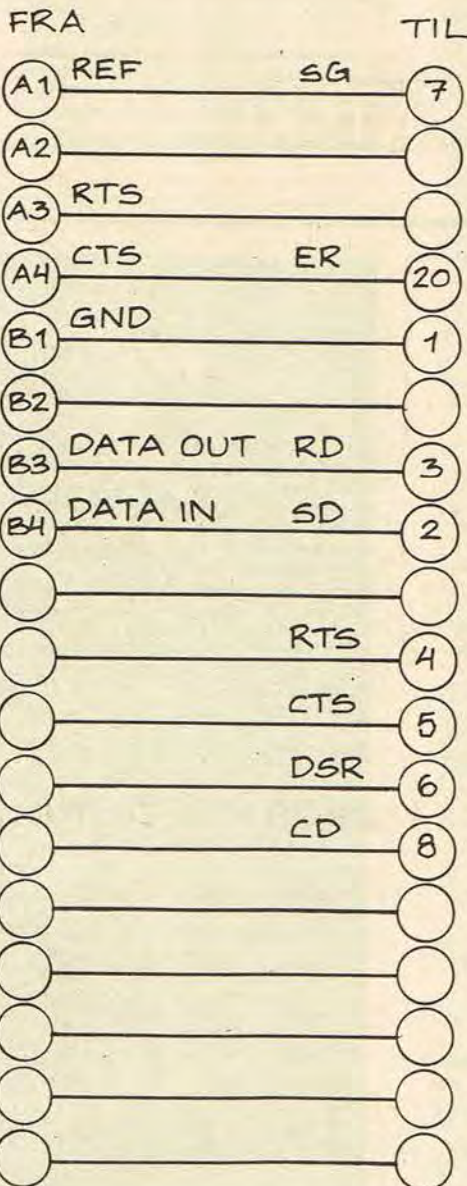 FRA TIL
A1 REF SG 7
A2
A3 RTS
A4 CTS ER 20
B1 GND 1
B2
B3 DATA OUT RD 3
B4 DATA IN SD 2
RTS 4
CTS 5
DSR 6
CD 8